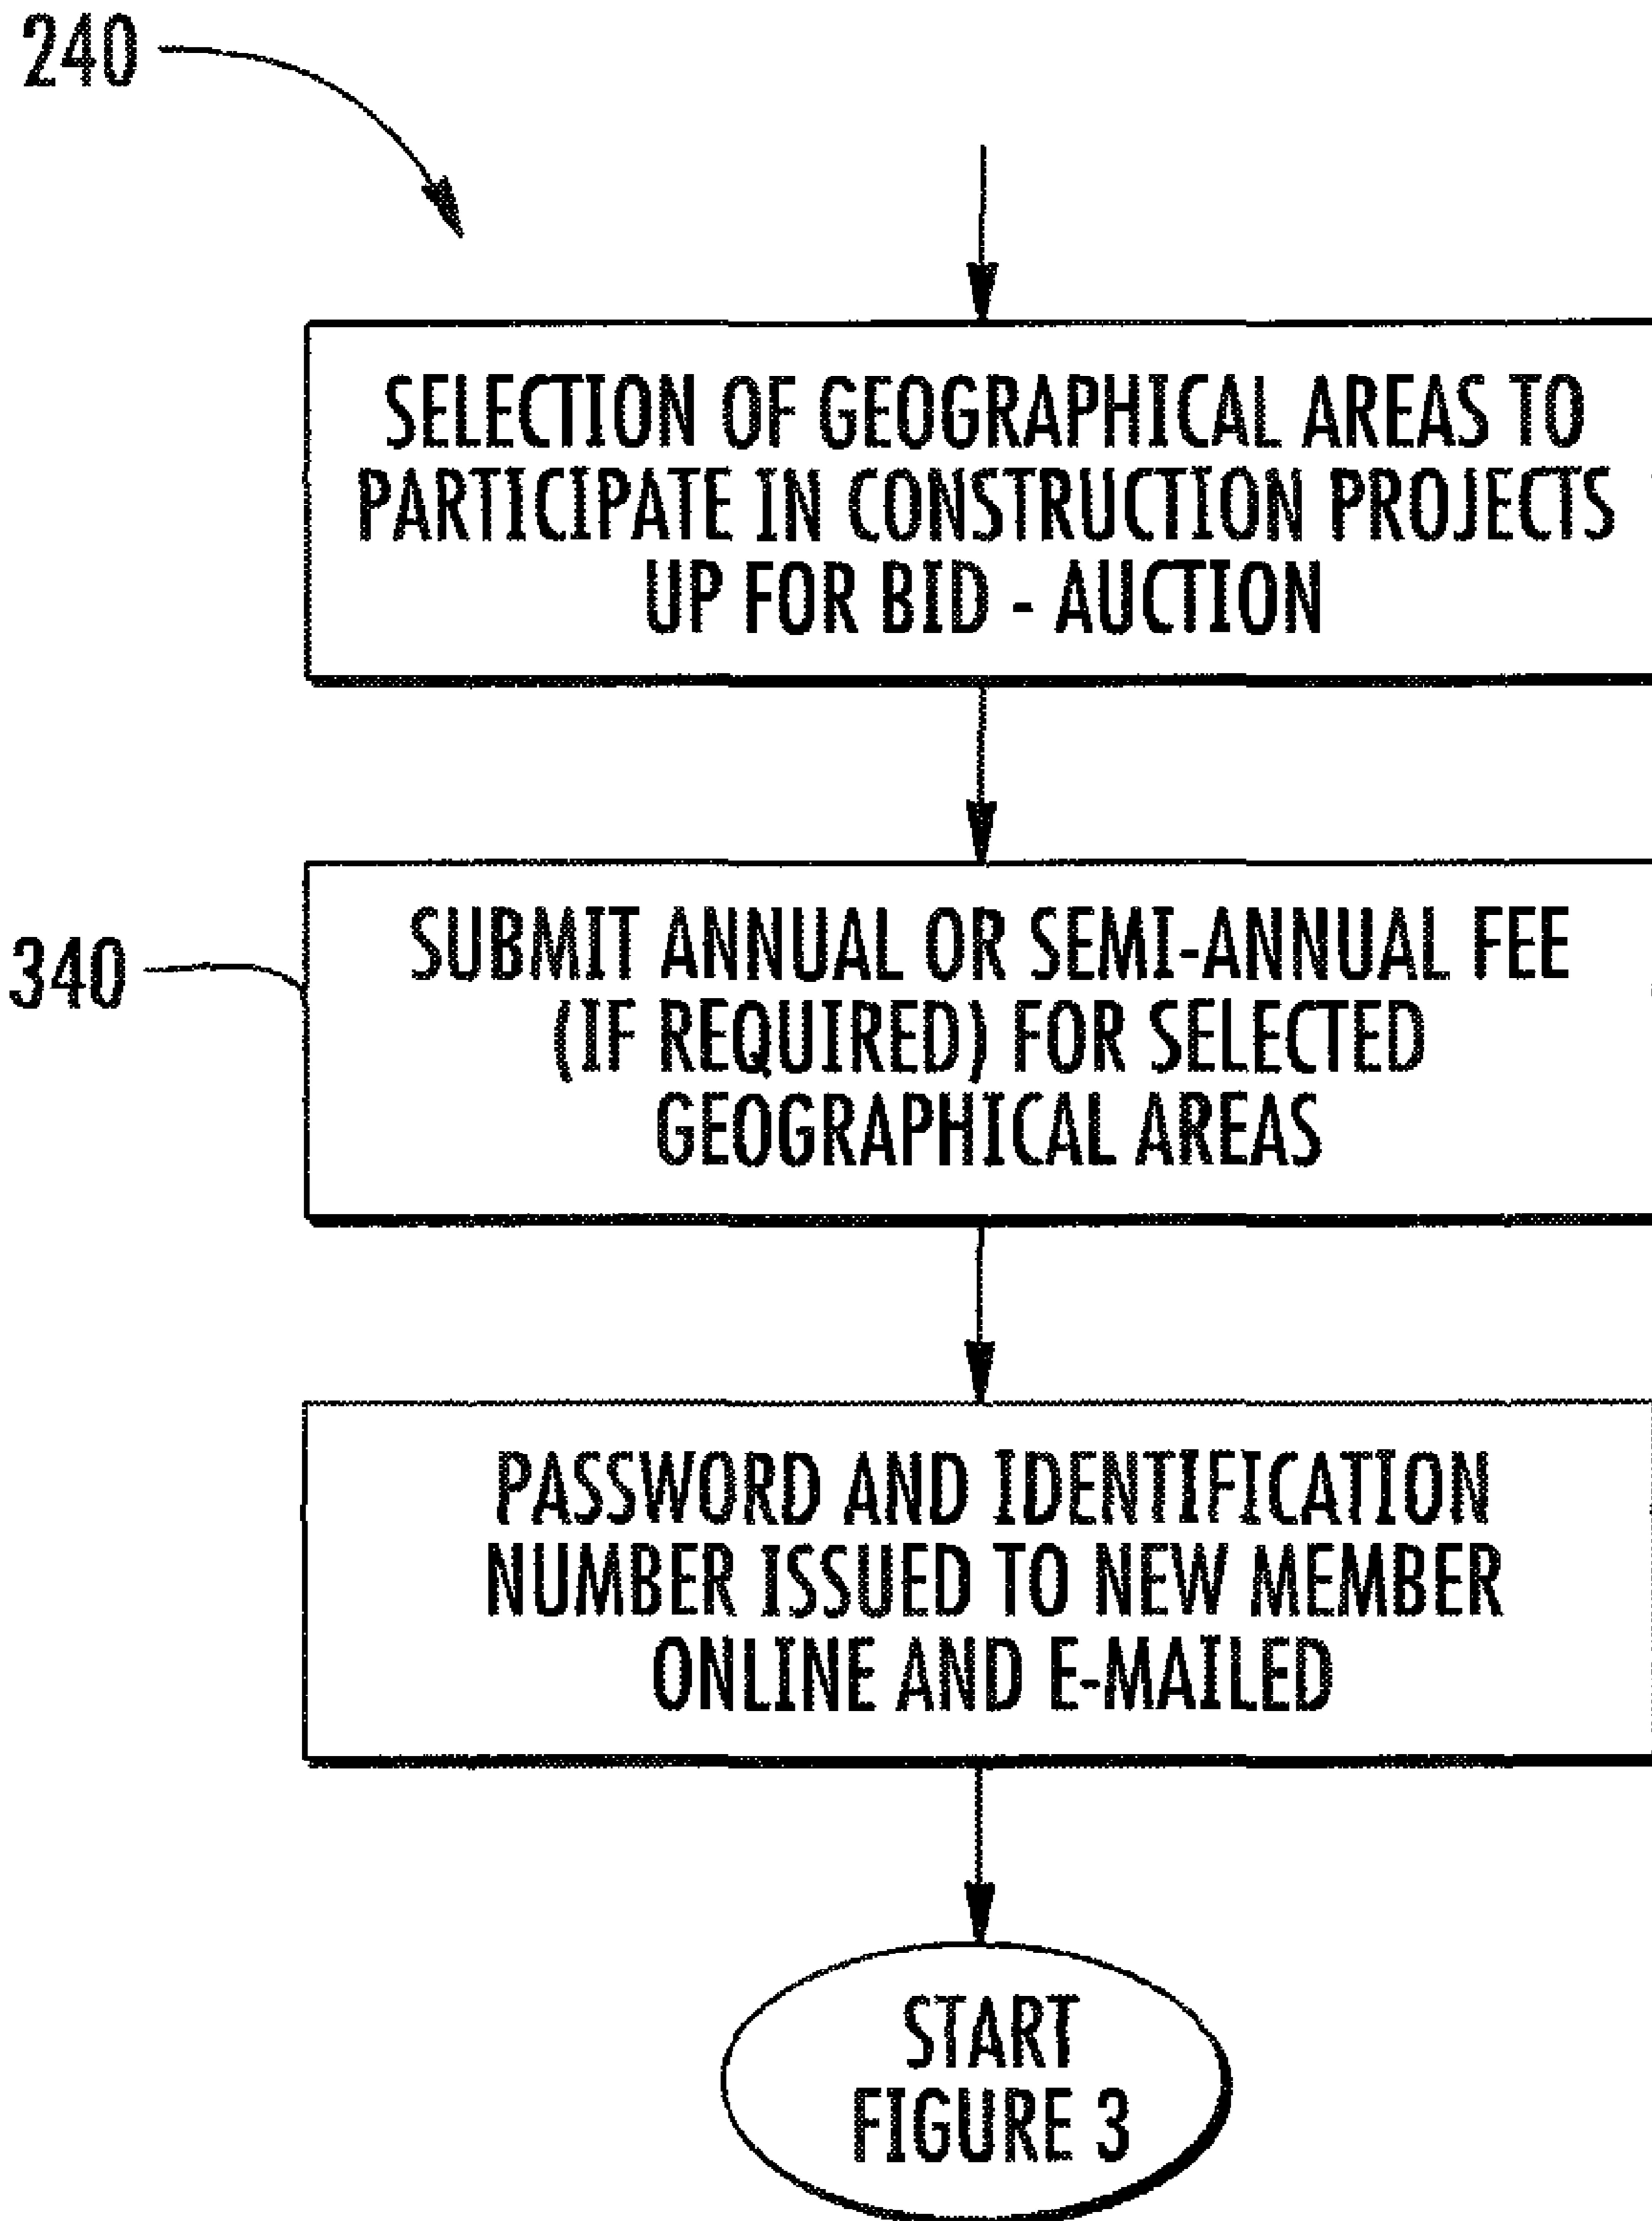 240
SELECTION OF GEOGRAPHICAL AREAS TO
PARTICIPATE IN CONSTRUCTION PROJECTS
UP FOR BID - AUCTION
340
SUBMIT ANNUAL OR SEMI-ANNUAL FEE
(IF REQUIRED) FOR SELECTED
GEOGRAPHICAL AREAS
PASSWORD AND IDENTIFICATION
NUMBER ISSUED TO NEW MEMBER
ONLINE AND E-MAILED
START
FIGURE 3